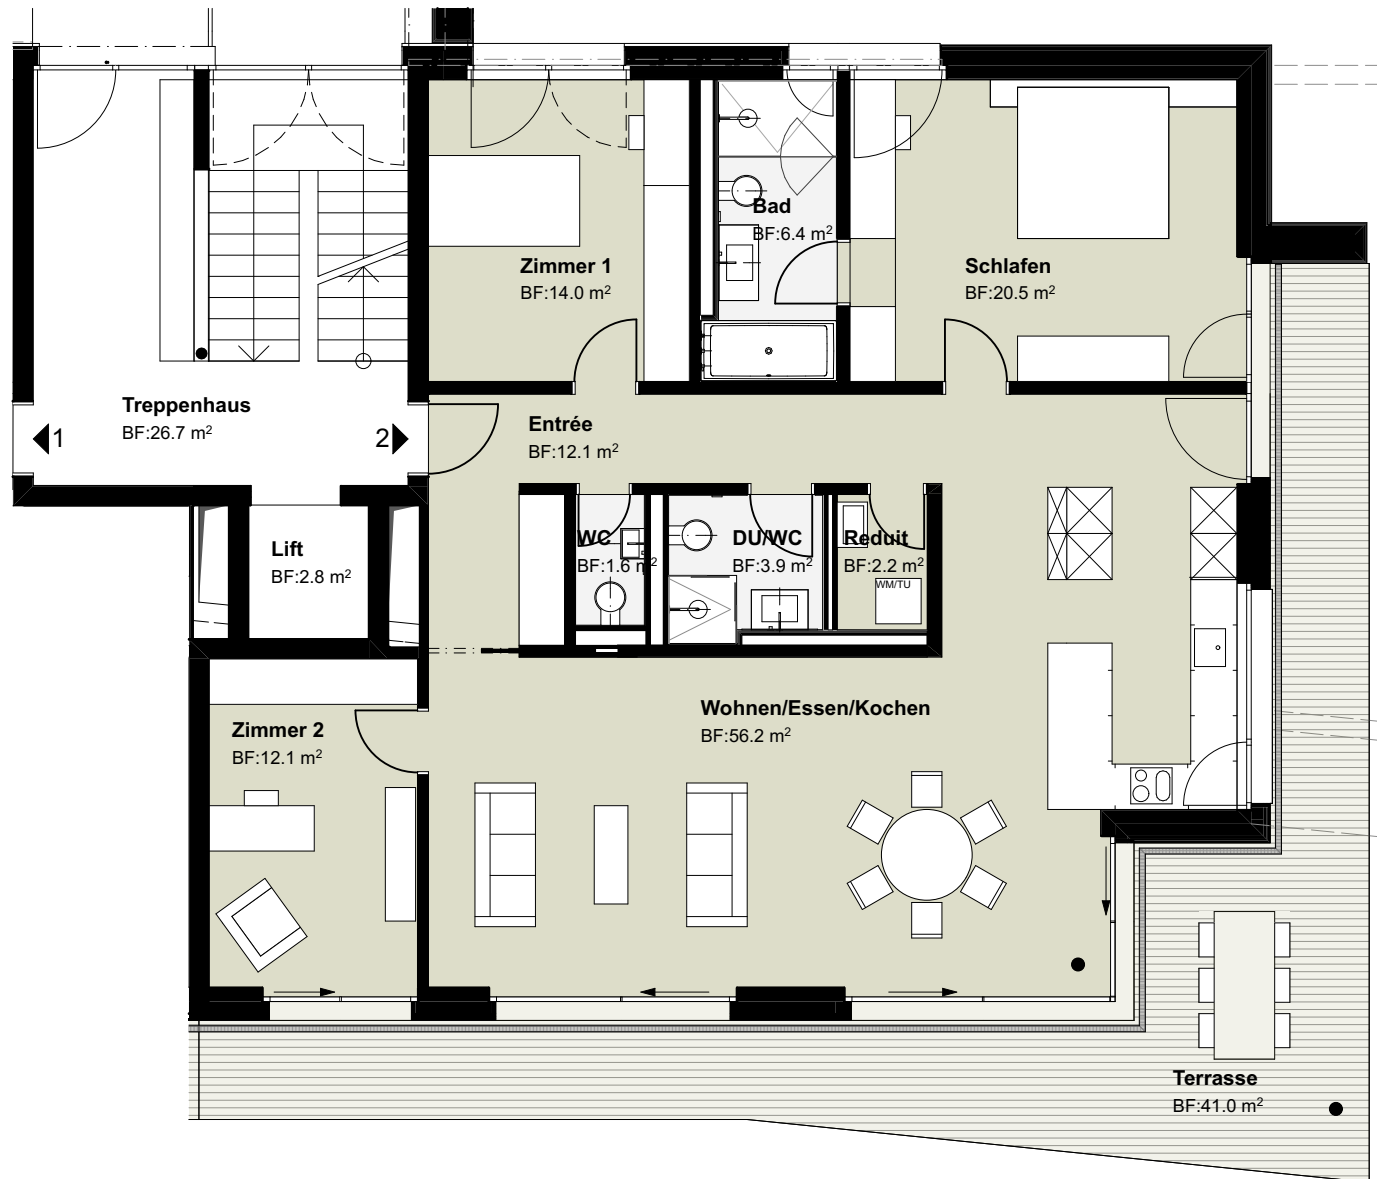 Bad
BF:6.4 m²
Zimmer 1
BF:14.0 m²
Schlafen
BF:20.5 m²
Treppenhaus
BF:26.7 m²
1
2
Entrée
BF:12.1 m²
Lift
BF:2.8 m²
WC
BF:1.6 m²
DU/WC
BF:3.9 m²
Reduit
BF:2.2 m²
WM/TU
Zimmer 2
BF:12.1 m²
Wohnen/Essen/Kochen
BF:56.2 m²
Terrasse
BF:41.0 m²